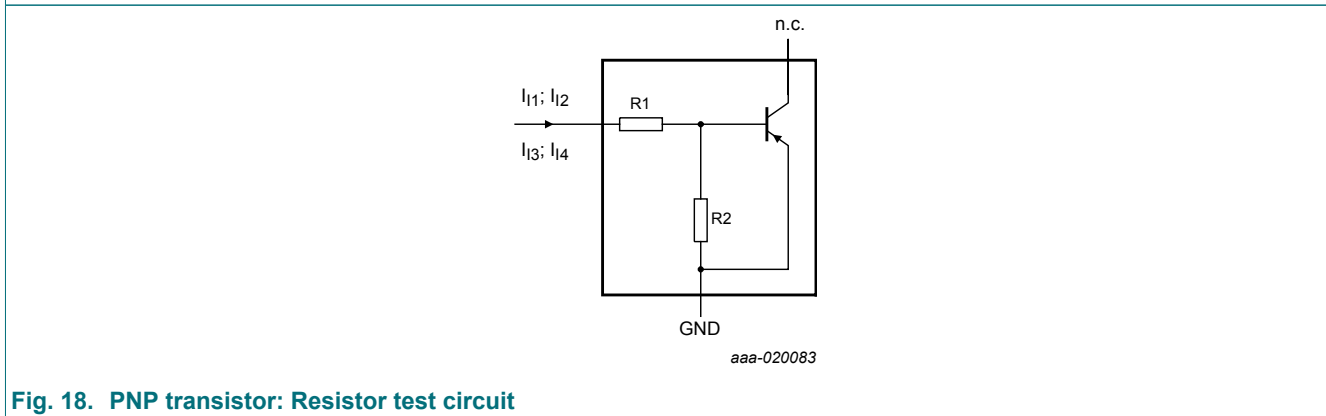 n.c.
I_I1; I_I2
R1
I_I3; I_I4
R2
GND
aaa-020083
Fig. 18. PNP transistor: Resistor test circuit